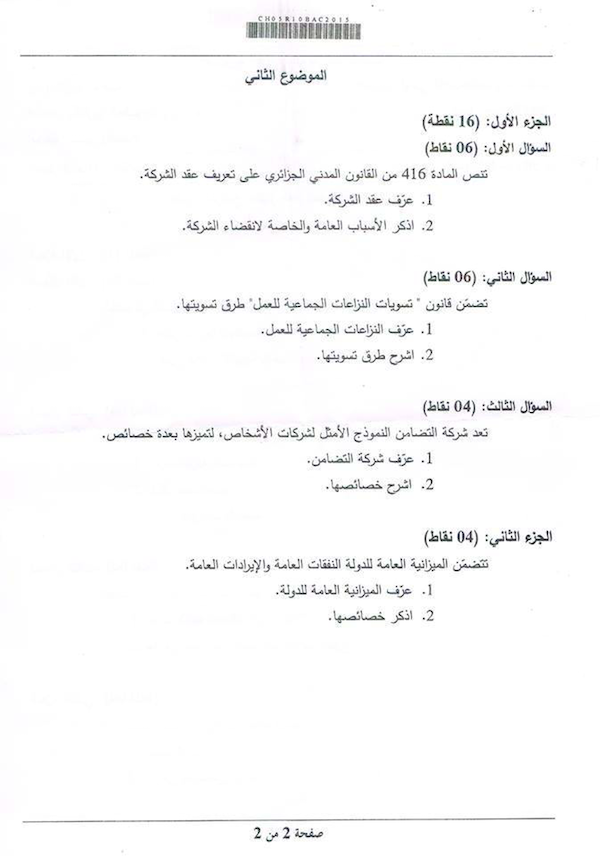 CH05R10BAC2015
الموضوع الثاني
الجزء الأول: (16 نقطة)
السؤال الأول: (06 نقاط)
تنص المادة 416 من القانون المدني الجزائري على تعريف عقد الشركة.
1. عرّف عقد الشركة.
2. اذكر الأسباب العامة والخاصة لانقضاء الشركة.
السؤال الثاني: (06 نقاط)
تضمّن قانون " تسويات النزاعات الجماعية للعمل" طرق تسويتها.
1. عرّف النزاعات الجماعية للعمل.
2. اشرح طرق تسويتها.
السؤال الثالث: (04 نقاط)
تعد شركة التضامن النموذج الأمثل لشركات الأشخاص، لتميزها بعدة خصائص.
1. عرّف شركة التضامن.
2. اشرح خصائصها.
الجزء الثاني: (04 نقاط)
تتضمّن الميزانية العامة للدولة النفقات العامة والإيرادات العامة.
1. عرّف الميزانية العامة للدولة.
2. اذكر خصائصها.
صفحة 2 من 2